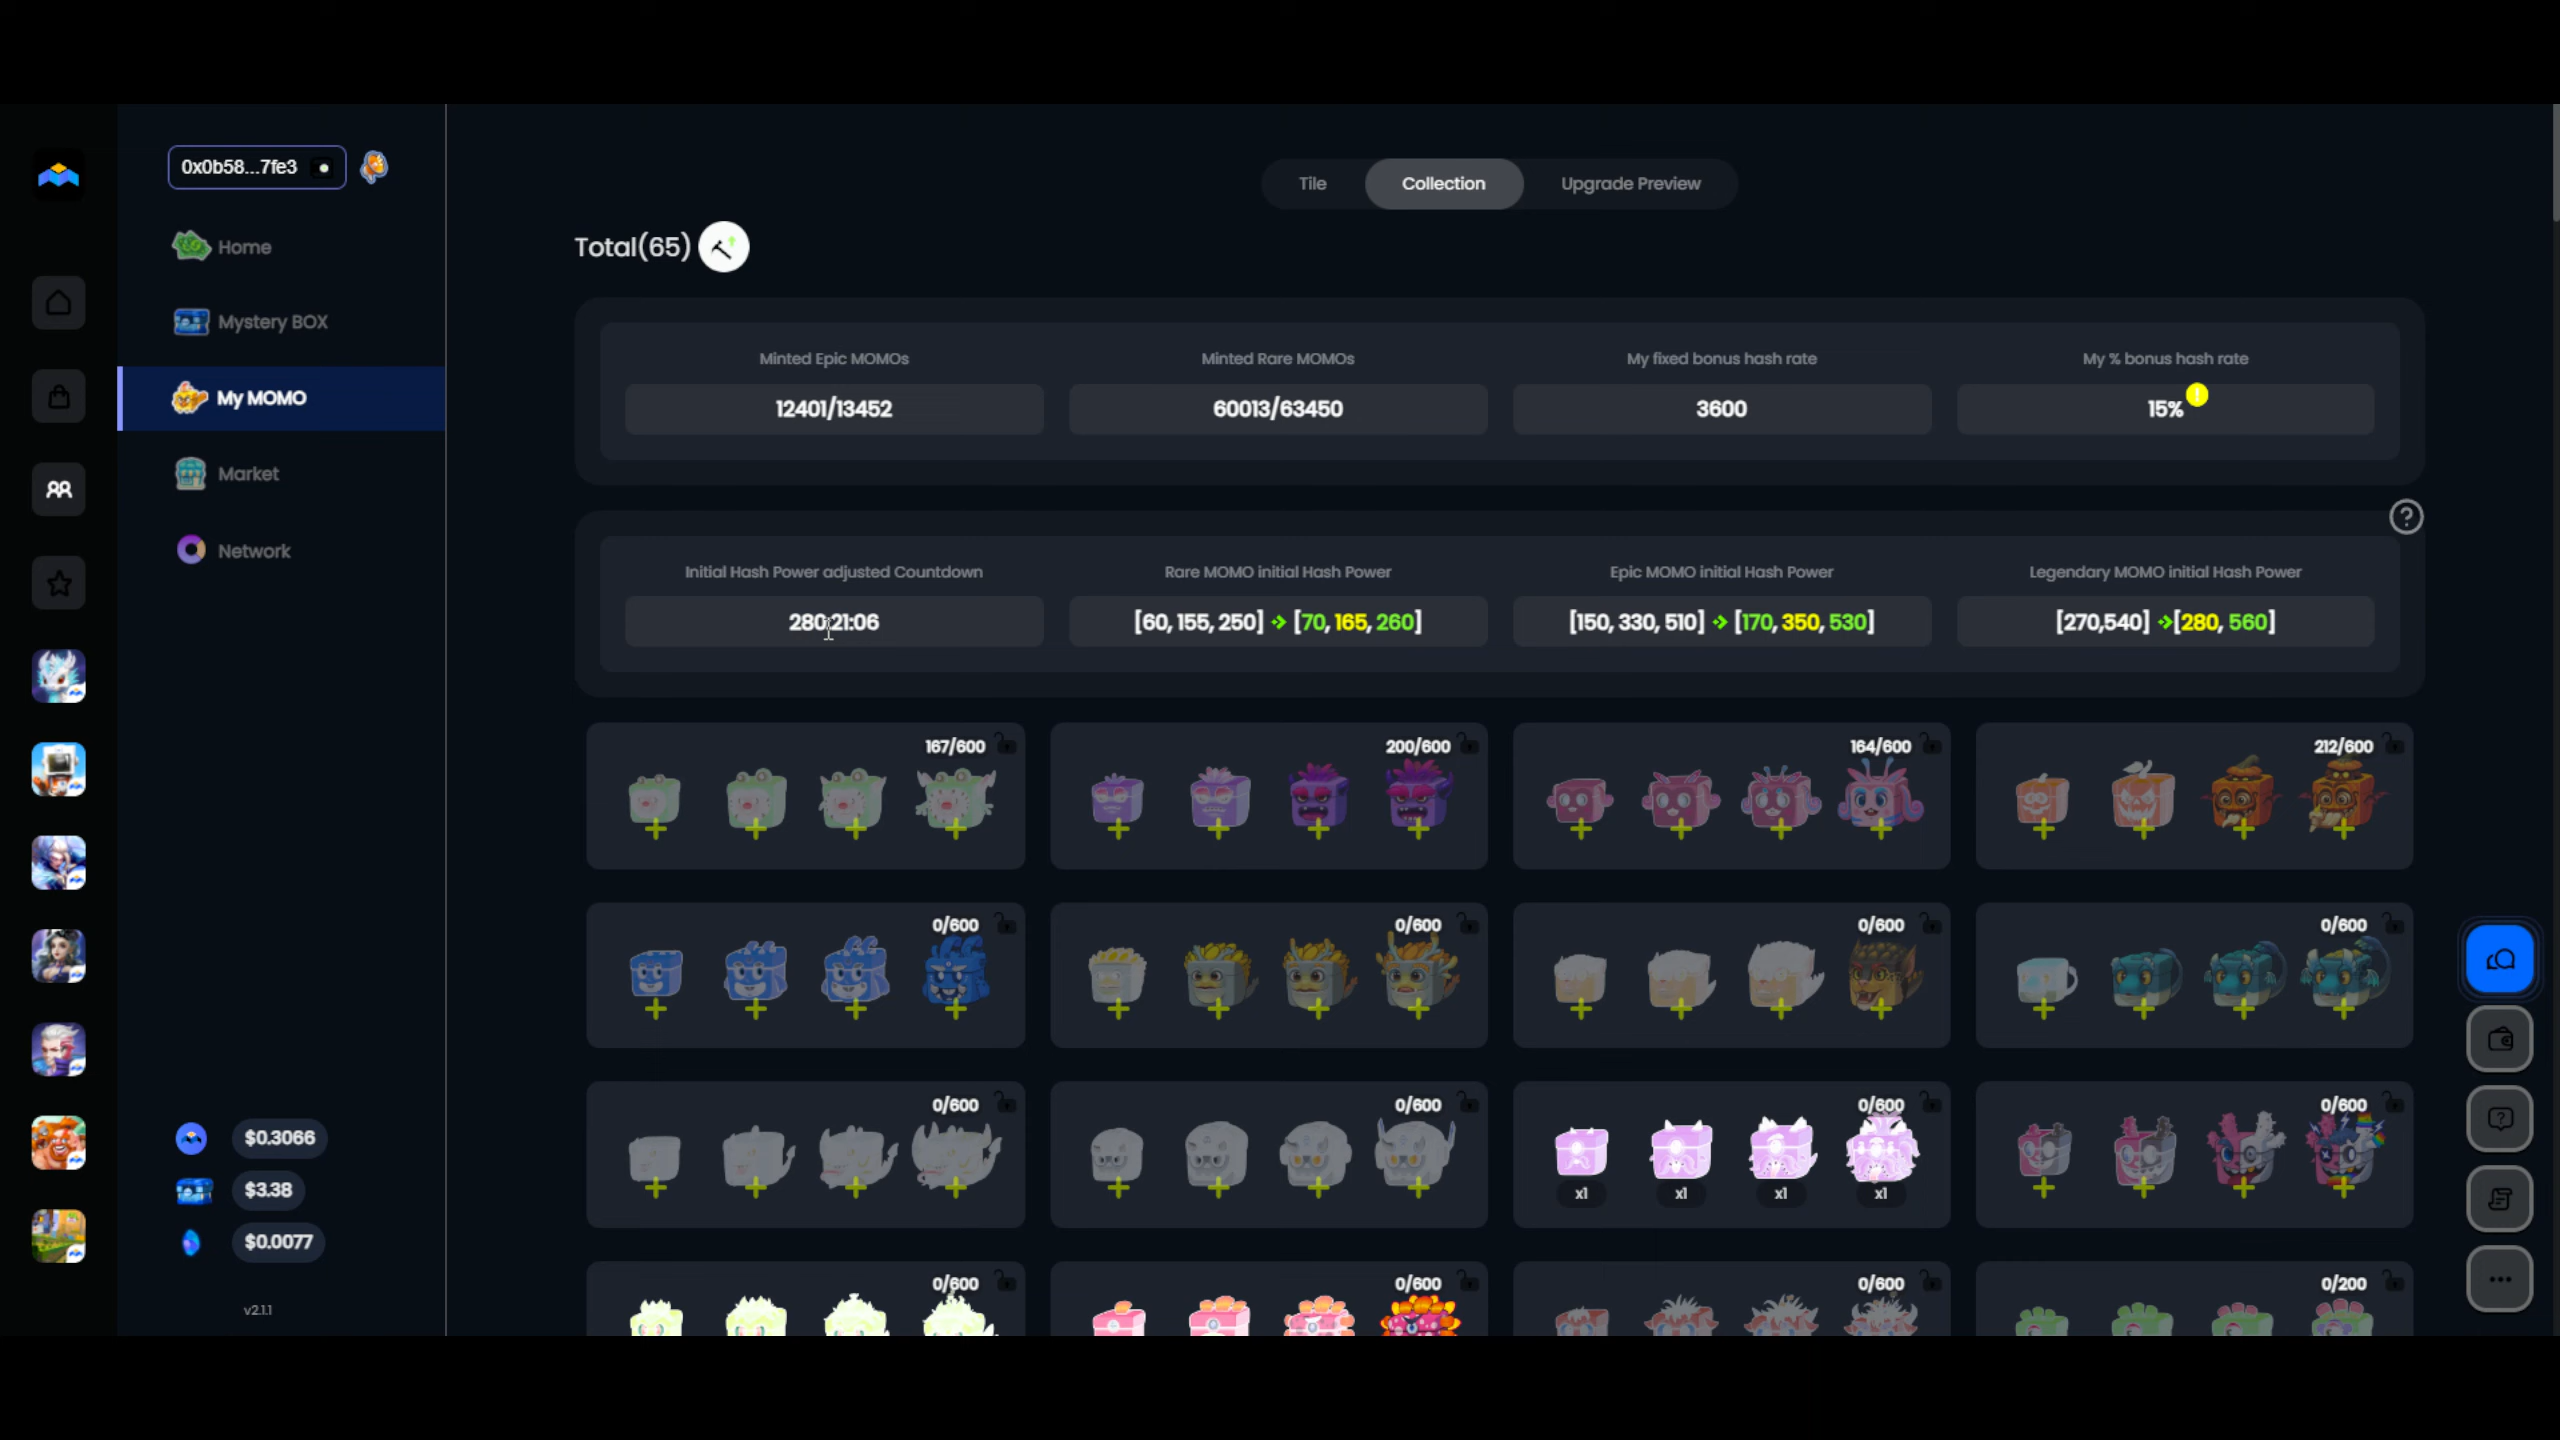 0x0b58...7fe3
Home
Mystery BOX
My MOMO
Market
Network
$0.3066
$3.38
$0.0077
v2.1.1
Tile
Collection
Upgrade Preview
Total(65)
Minted Epic MOMOs
12401/13452
Minted Rare MOMOs
60013/63450
My fixed bonus hash rate
3600
My % bonus hash rate
15%
!
?
Initial Hash Power adjusted Countdown
280:21:06
Rare MOMO initial Hash Power
[60, 155, 250] → [70, 165, 260]
Epic MOMO initial Hash Power
[150, 330, 510] → [170, 350, 530]
Legendary MOMO initial Hash Power
[270,540] →[280, 560]
167/600
200/600
164/600
212/600
0/600
0/600
0/600
0/600
0/600
0/600
0/600
x1
x1
x1
x1
0/600
0/600
0/600
0/600
0/200